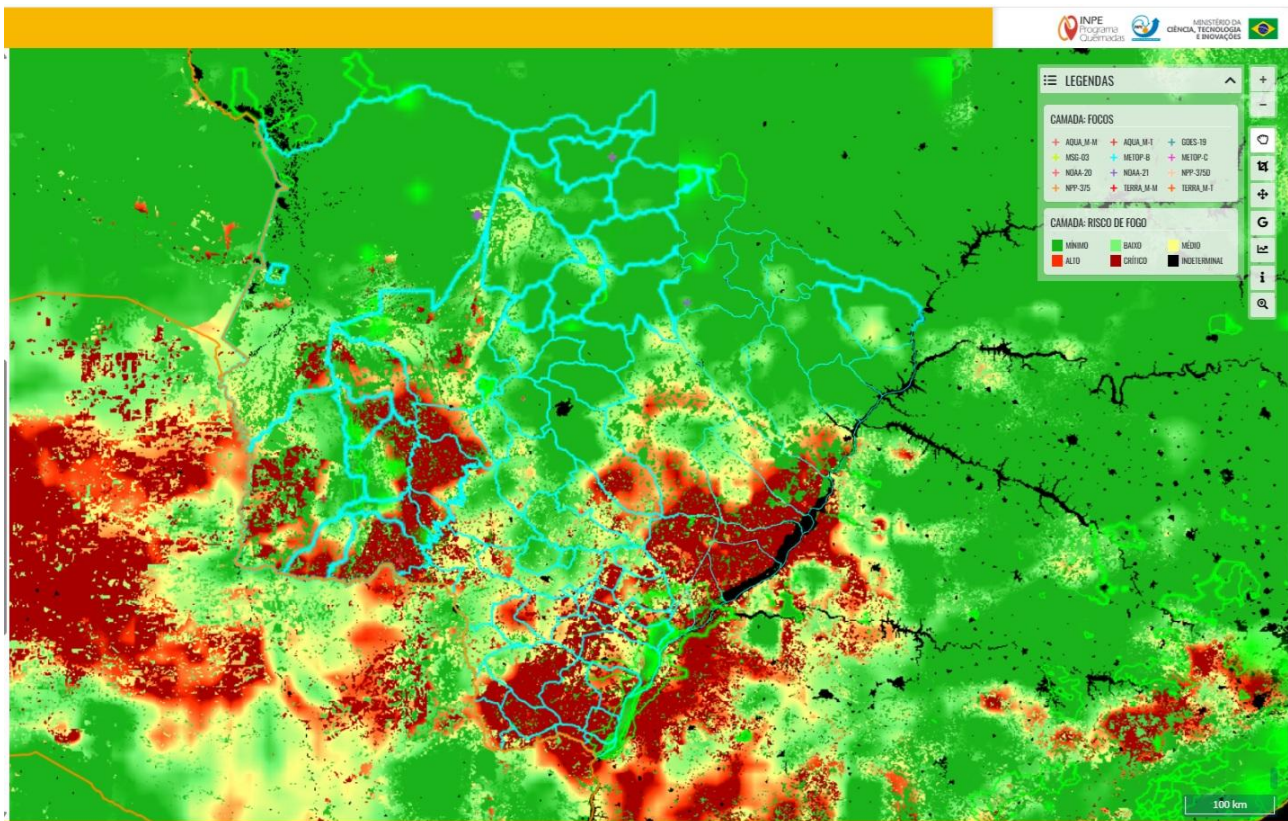 INPE
Programa
Queimadas
MINISTÉRIO DA
CIÊNCIA, TECNOLOGIA
E INOVAÇÕES
LEGENDAS
CAMADA: FOCOS
AQUA_M-M
AQUA_M-T
GOES-19
MSG-03
METOP-B
METOP-C
NOAA-20
NOAA-21
NPP-375D
NPP-375
TERRA_M-M
TERRA_M-T
CAMADA: RISCO DE FOGO
MÍNIMO
BAIXO
MÉDIO
ALTO
CRÍTICO
INDETERMINAL
G
i
100 km